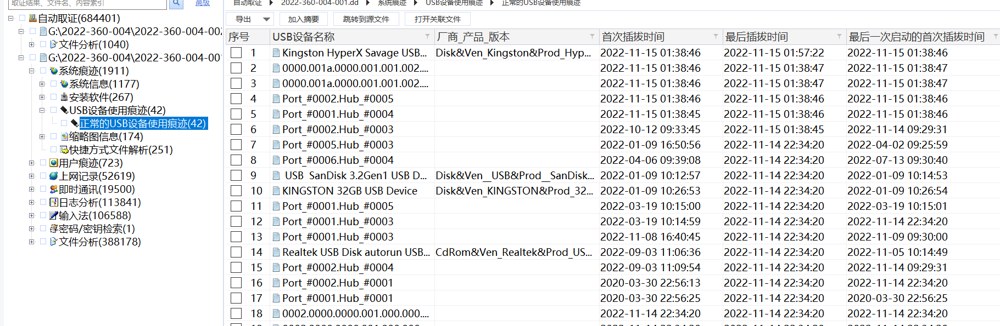 取证结果、文件名、内容索引
高级
自动取证(684401)
G:\2022-360-004\2022-360-004-002
文件分析(1040)
G:\2022-360-004\2022-360-004-001
系统痕迹(1911)
系统信息(1177)
安装软件(267)
USB设备使用痕迹(42)
正常的USB设备使用痕迹(42)
缩略图信息(174)
快捷方式文件解析(251)
用户痕迹(723)
上网记录(52619)
即时通讯(19500)
日志分析(113841)
输入法(106588)
密码/密钥检索(1)
文件分析(388178)
自动取证 2022-360-004-001.dd 系统痕迹 USB设备使用痕迹 正常的USB设备使用痕迹
导出 加入摘要 跳转到源文件 打开关联文件
序号 USB设备名称 厂商_产品_版本 首次插拔时间 最后插拔时间 最后一次启动的首次插拔时间
1 Kingston HyperX Savage USB... Disk&Ven_Kingston&Prod_Hyp... 2022-11-15 01:38:46 2022-11-15 01:57:22 2022-11-15 01:38:46
2 0000.001a.0000.001.001.002.... 2022-11-15 01:38:46 2022-11-15 01:38:47 2022-11-15 01:38:47
3 0000.001a.0000.001.001.002.... 2022-11-15 01:38:46 2022-11-15 01:38:47 2022-11-15 01:38:47
4 Port_#0002.Hub_#0005 2022-11-15 01:38:46 2022-11-15 01:38:46 2022-11-15 01:38:46
5 Port_#0001.Hub_#0004 2022-11-15 01:38:45 2022-11-15 01:38:46 2022-11-15 01:38:45
6 Port_#0002.Hub_#0003 2022-10-12 09:33:45 2022-11-15 01:38:45 2022-11-14 09:29:31
7 Port_#0005.Hub_#0003 2022-01-09 16:50:56 2022-11-14 22:34:20 2022-04-02 09:25:59
8 Port_#0006.Hub_#0004 2022-04-06 09:39:08 2022-11-14 22:34:20 2022-07-13 09:30:40
9 USB SanDisk 3.2Gen1 USB D... Disk&Ven__USB&Prod__SanDisk... 2022-01-09 10:12:57 2022-11-14 22:34:20 2022-01-09 10:14:53
10 KINGSTON 32GB USB Device Disk&Ven_KINGSTON&Prod_32... 2022-01-09 10:26:53 2022-11-14 22:34:20 2022-01-09 10:26:54
11 Port_#0001.Hub_#0005 2022-03-19 10:15:00 2022-11-14 22:34:20 2022-03-19 10:15:01
12 Port_#0001.Hub_#0003 2022-03-19 10:14:59 2022-11-14 22:34:20 2022-11-14 22:34:20
13 Port_#0001.Hub_#0003 2022-11-08 16:40:45 2022-11-14 22:34:20 2022-11-09 09:30:00
14 Realtek USB Disk autorun USB... CdRom&Ven_Realtek&Prod_US... 2022-09-03 11:06:36 2022-11-14 22:34:20 2022-11-05 10:14:49
15 Port_#0002.Hub_#0004 2022-09-03 11:09:54 2022-11-14 22:34:20 2022-11-14 09:29:31
16 Port_#0002.Hub_#0001 2020-03-30 22:56:13 2022-11-14 22:34:20 2022-11-14 22:34:20
17 Port_#0001.Hub_#0001 2020-03-30 22:56:25 2022-11-14 22:34:20 2020-03-30 22:56:25
18 0002.0000.0000.001.000.000.... 2022-11-14 22:34:20 2022-11-14 22:34:20 2022-11-14 22:34:20